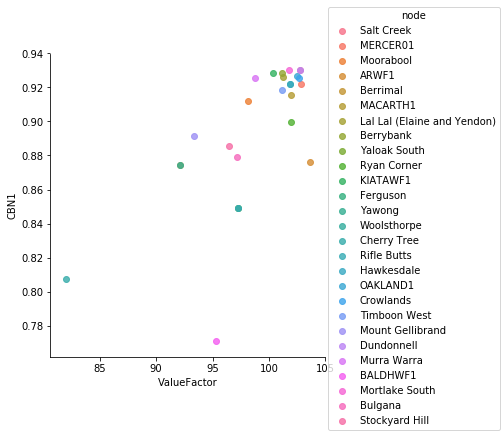 node
Salt Creek
MERCER01
Moorabool
ARWF1
Berrimal
MACARTH1
Lal Lal (Elaine and Yendon)
Berrybank
Yaloak South
Ryan Corner
KIATAWF1
Ferguson
Yawong
Woolsthorpe
Cherry Tree
Rifle Butts
Hawkesdale
OAKLAND1
Crowlands
Timboon West
Mount Gellibrand
Dundonnell
Murra Warra
BALDHWF1
Mortlake South
Bulgana
Stockyard Hill
0.94
0.92
0.90
0.88
0.86
0.84
0.82
0.80
0.78
CBN1
85 90 95 100 105
ValueFactor